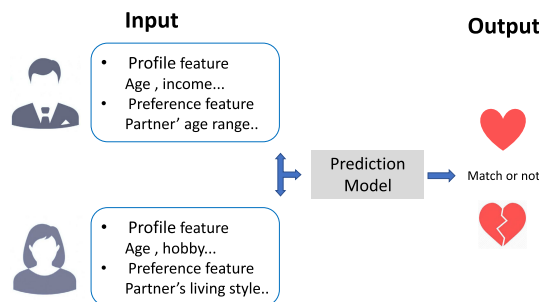 Input
Output
• Profile feature
Age , income...
• Preference feature
Partner' age range..
Prediction
Model
Match or not
• Profile feature
Age , hobby...
• Preference feature
Partner's living style..